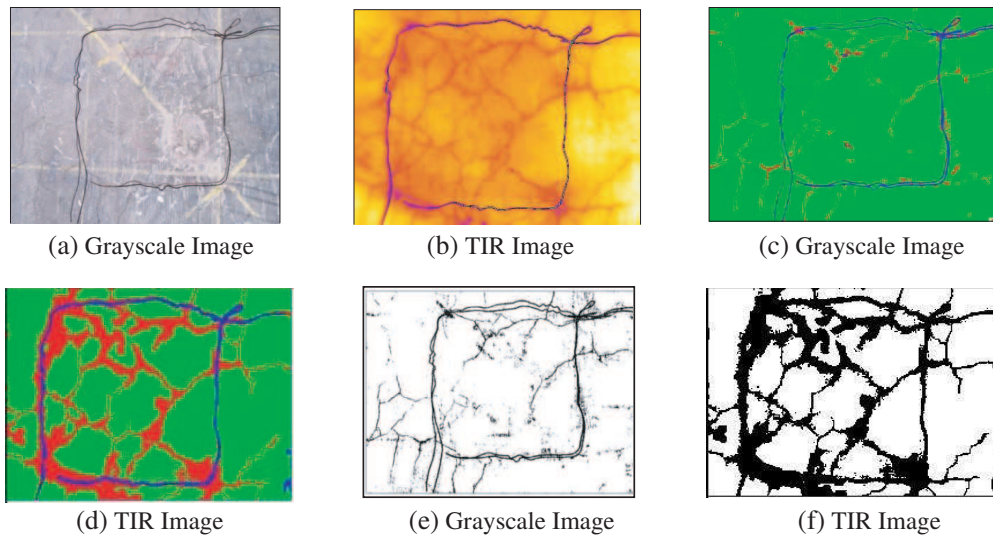 (a) Grayscale Image
(b) TIR Image
(c) Grayscale Image
(d) TIR Image
(e) Grayscale Image
(f) TIR Image